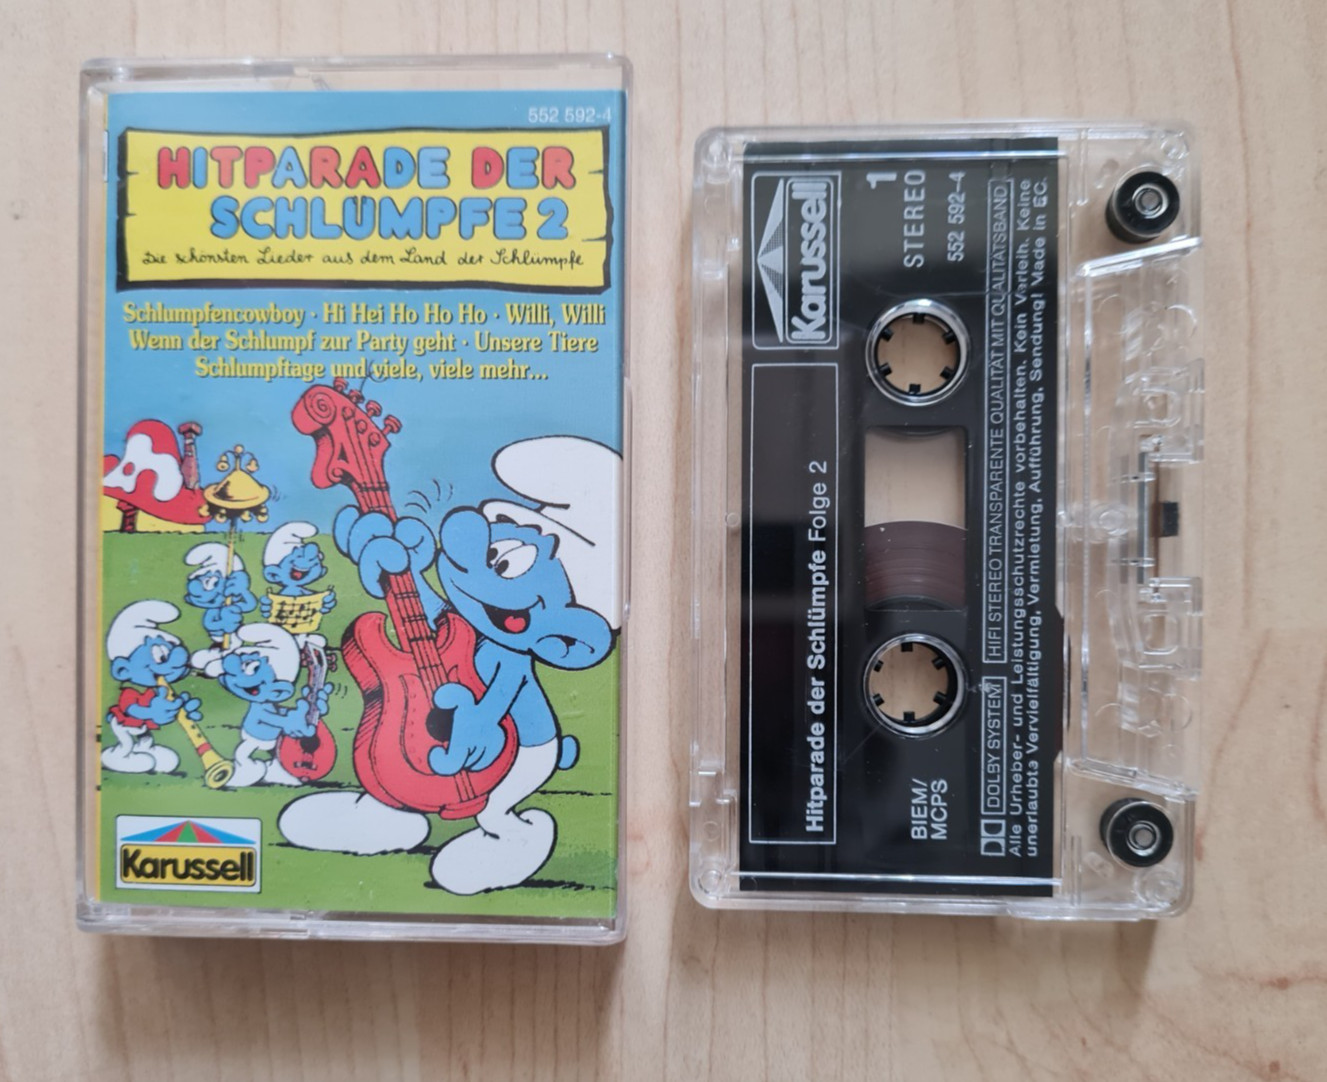 552 592-4
HITPARADE DER
SCHLÜMPFE 2
Die schönsten Lieder aus dem Land der Schlümpfe
Schlumpfencowboy · Hi Hei Ho Ho Ho · Willi, Willi
Wenn der Schlumpf zur Party geht · Unsere Tiere
Schlumpftage und viele, viele mehr...
Karussell
Karussell
1
STEREO
552 592-4
Hitparade der Schlümpfe Folge 2
BIEM/
MCPS
DOLBY SYSTEM
HIFI STEREO TRANSPARENTE QUALITÄT MIT QUALITÄTSBAND
Alle Urheber- und Leistungsschutzrechte vorbehalten. Kein Verleih. Keine
unerlaubte Vervielfältigung, Vermietung, Aufführung, Sendung! Made in EC.